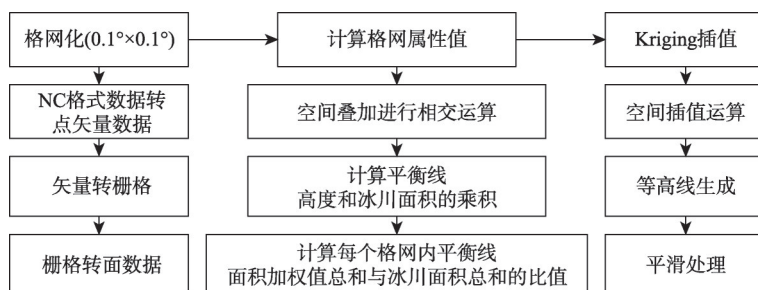 格网化(0.1°×0.1°)
计算格网属性值
Kriging插值
NC格式数据转
点矢量数据
空间叠加进行相交运算
空间插值运算
矢量转栅格
计算平衡线
高度和冰川面积的乘积
等高线生成
栅格转面数据
计算每个格网内平衡线
面积加权值总和与冰川面积总和的比值
平滑处理